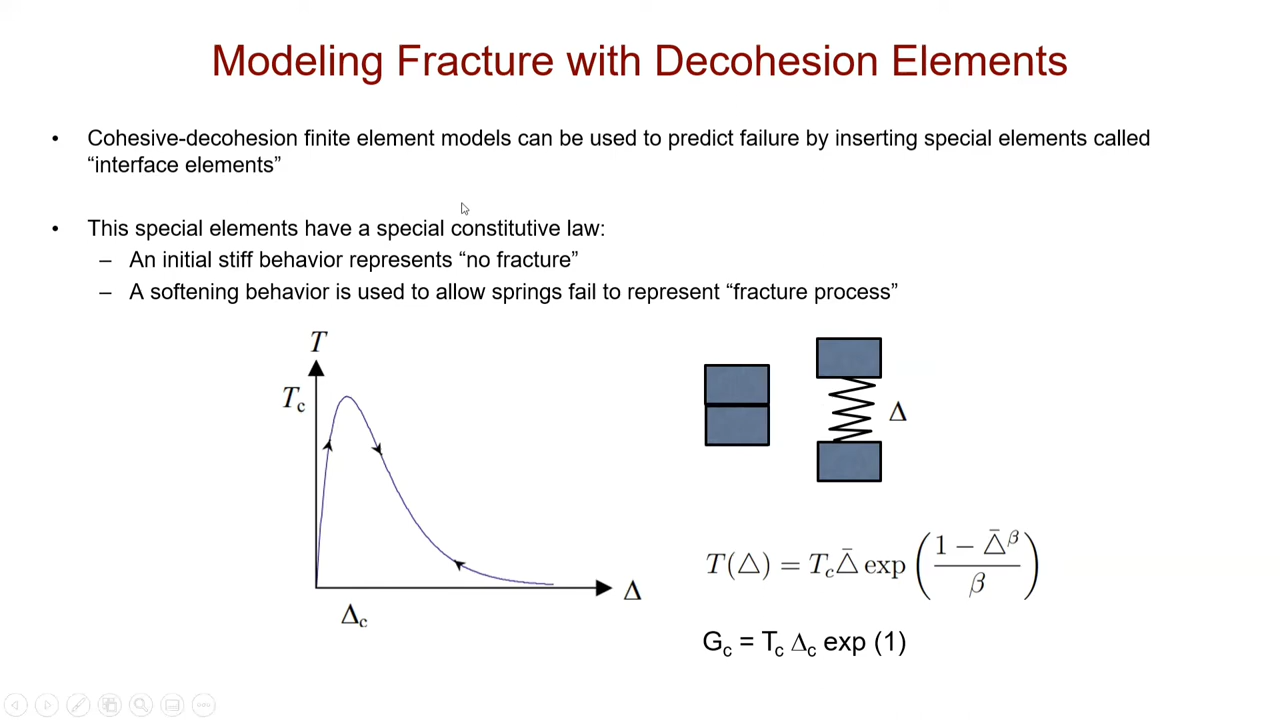 Modeling Fracture with Decohesion Elements
• Cohesive-decohesion finite element models can be used to predict failure by inserting special elements called
“interface elements”
• This special elements have a special constitutive law:
– An initial stiff behavior represents “no fracture”
– A softening behavior is used to allow springs fail to represent “fracture process”
T
T_c
Δ
Δ_c
Δ
T(△) = T_c △̄ exp((1 − △̄^β)/β)
G_c = T_c Δ_c exp (1)